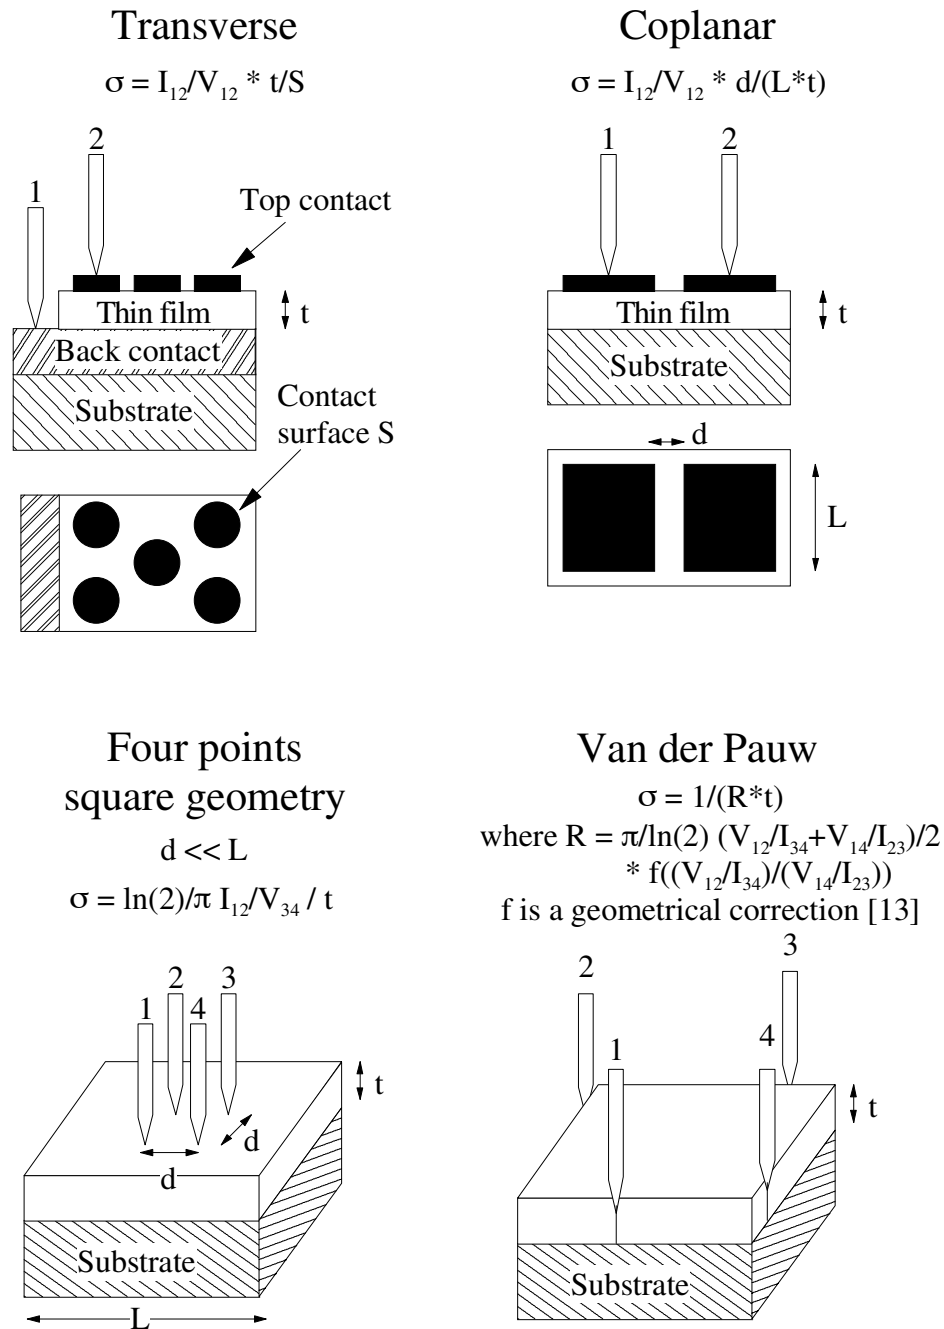 Transverse
σ = I₁₂/V₁₂ * t/S
2
1
Top contact
Thin film
t
Back contact
Substrate
Contact
surface S
Coplanar
σ = I₁₂/V₁₂ * d/(L*t)
1 2
Thin film
t
Substrate
d
L
Four points
square geometry
d << L
σ = ln(2)/π I₁₂/V₃₄ / t
2 3
1 4
t
d
d
Substrate
L
Van der Pauw
σ = 1/(R*t)
where R = π/ln(2) (V₁₂/I₃₄+V₁₄/I₂₃)/2
* f((V₁₂/I₃₄)/(V₁₄/I₂₃))
f is a geometrical correction [13]
3
2
4
1
t
Substrate